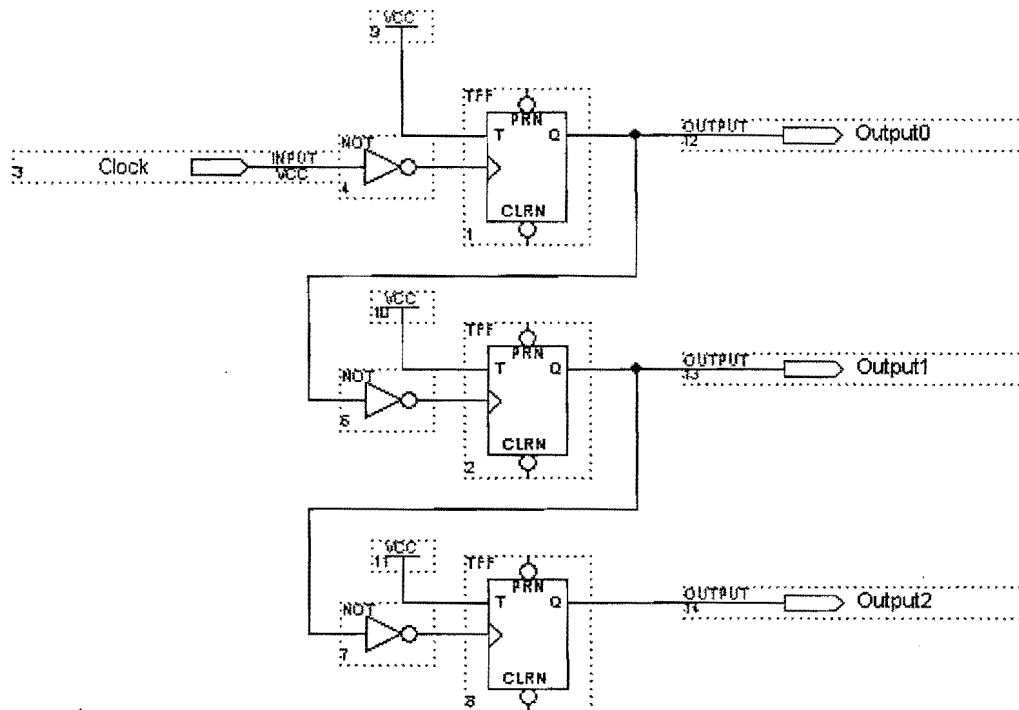 VCC
9
TFF
PRN
T Q
OUTPUT
12
Output0
NOT
3
Clock
INPUT
VCC
4
CLRN
1
VCC
10
TFF
PRN
T Q
OUTPUT
13
Output1
NOT
CLRN
2
VCC
11
TFF
PRN
T Q
OUTPUT
14
Output2
NOT
7
CLRN
8